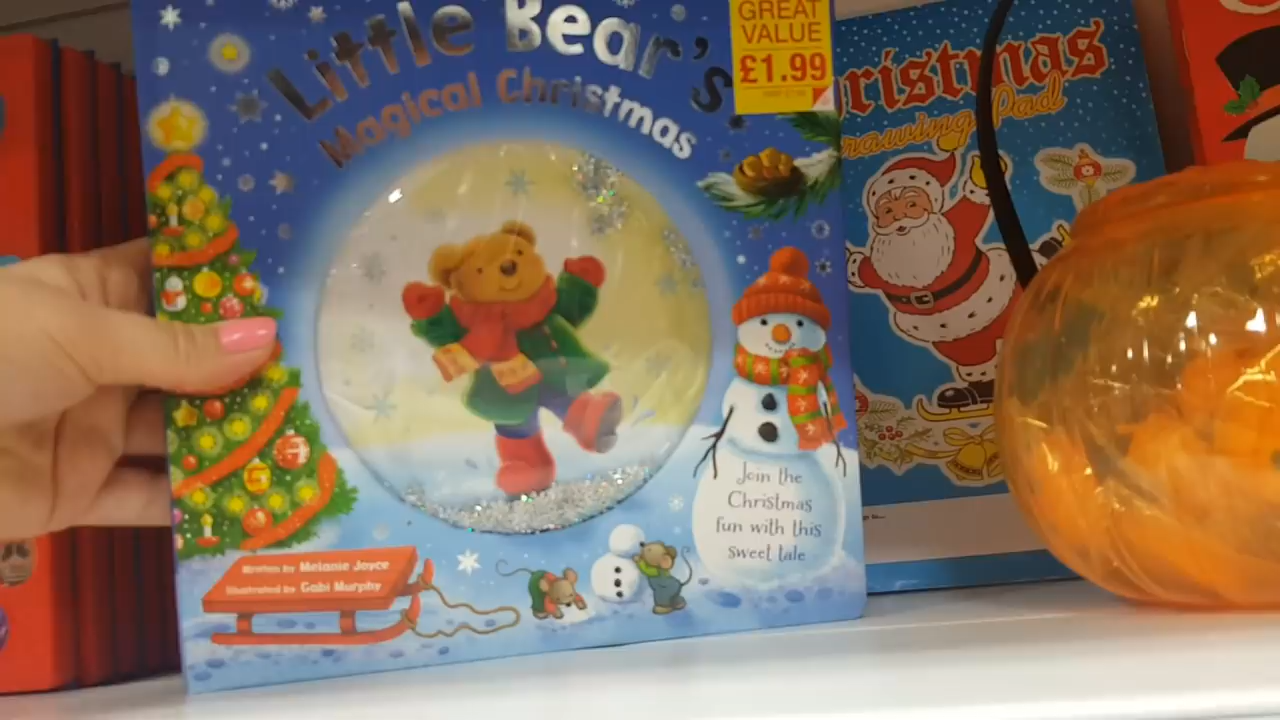 Little Bear's
Magical Christmas
GREAT
VALUE
£1.99
Join the
Christmas
fun with this
sweet tale
Written by Melanie Joyce
Illustrated by Gabi Murphy
ristmas
rawing Pad